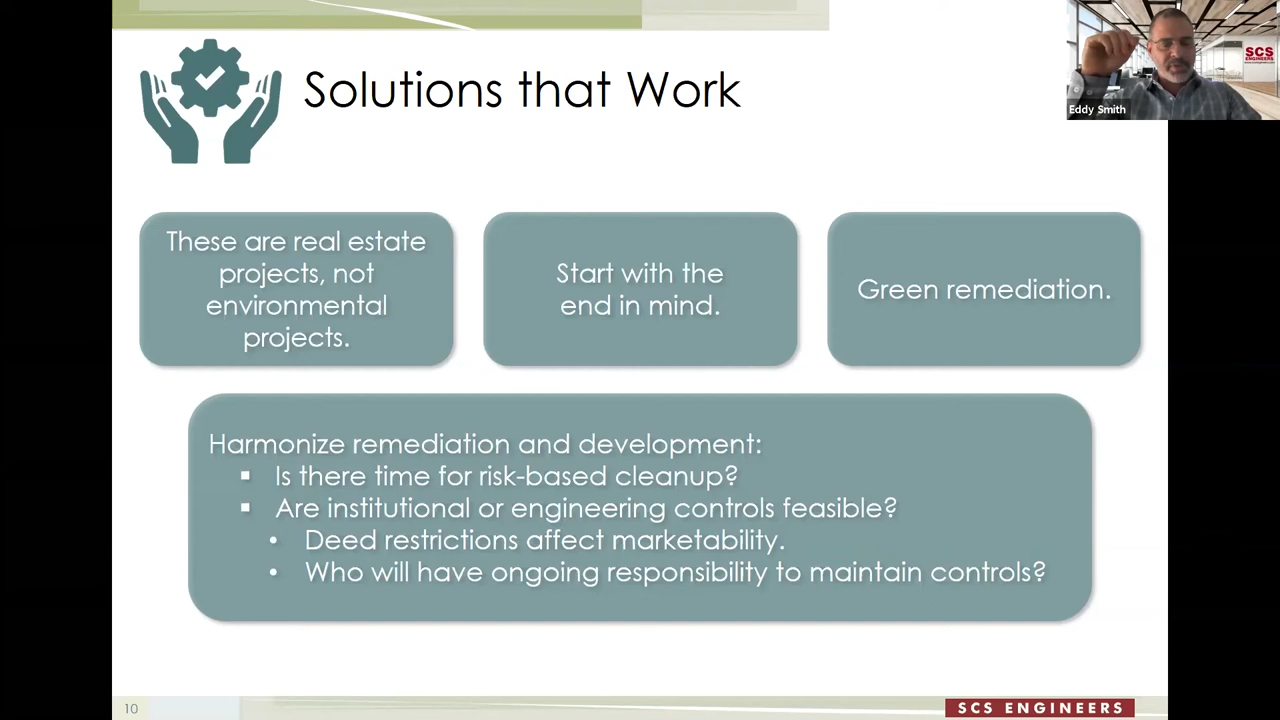 Solutions that Work
SCS
ENGINEERS
Eddy Smith
These are real estate
projects, not
environmental
projects.
Start with the
end in mind.
Green remediation.
Harmonize remediation and development:
▪ Is there time for risk-based cleanup?
▪ Are institutional or engineering controls feasible?
• Deed restrictions affect marketability.
• Who will have ongoing responsibility to maintain controls?
10
SCS ENGINEERS